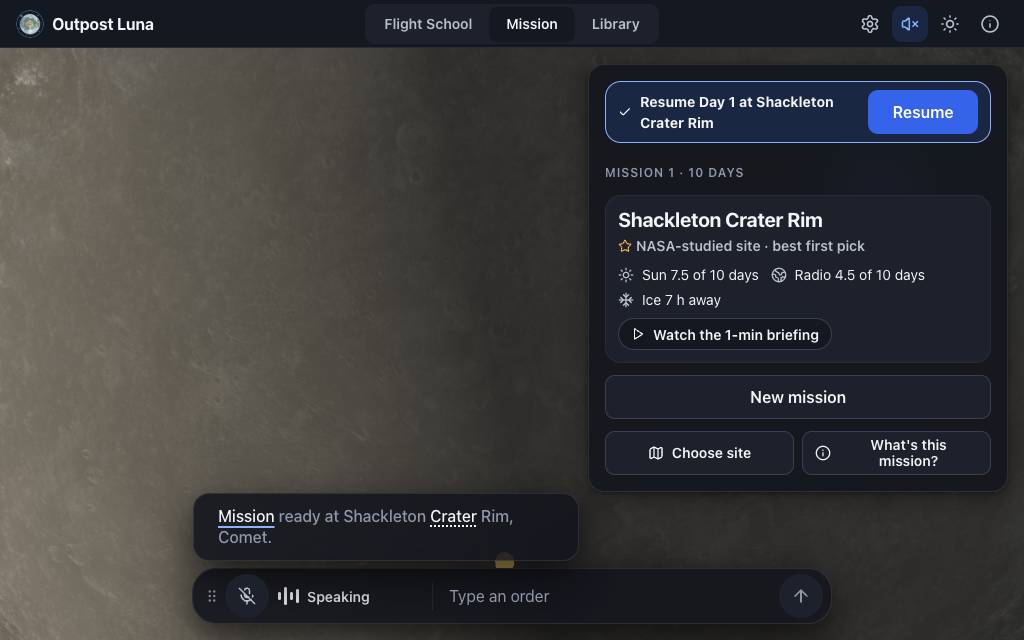 Outpost Luna
Flight School
Mission
Library
Resume Day 1 at Shackleton
Crater Rim
Resume
MISSION 1 · 10 DAYS
Shackleton Crater Rim
NASA-studied site · best first pick
Sun 7.5 of 10 days
Radio 4.5 of 10 days
Ice 7 h away
Watch the 1-min briefing
New mission
Choose site
What's this
mission?
Mission ready at Shackleton Crater Rim,
Comet.
Speaking
Type an order